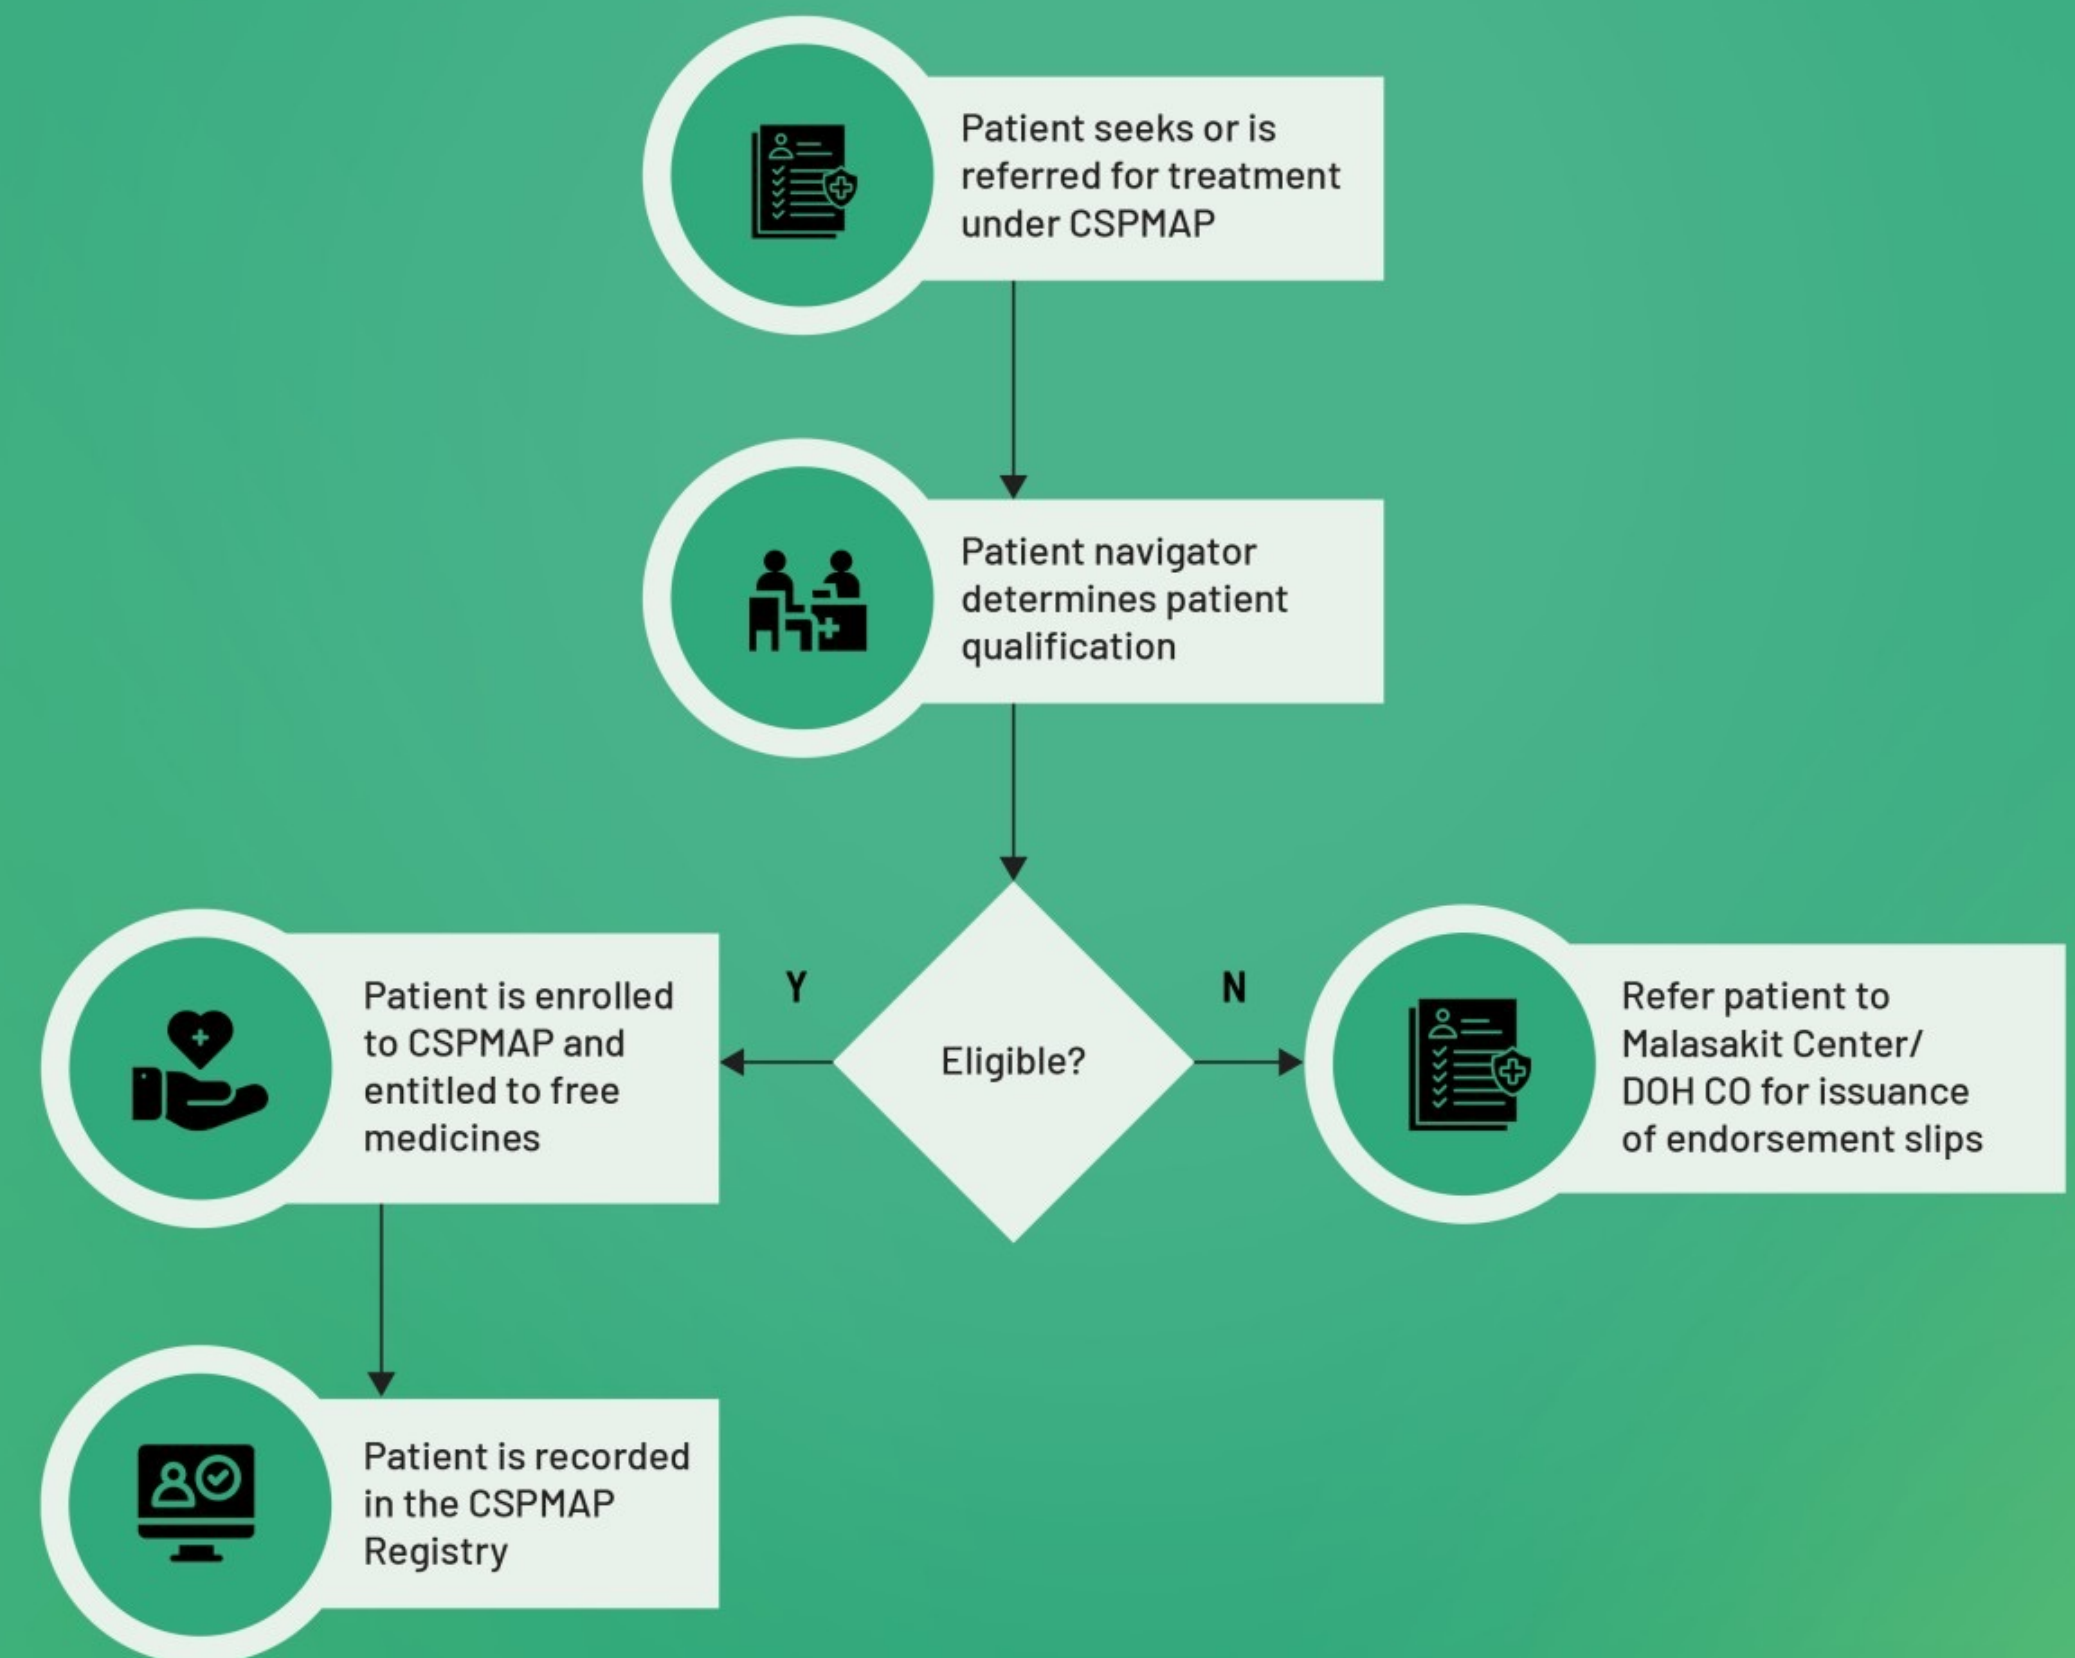 Patient seeks or is
referred for treatment
under CSPMAP
Patient navigator
determines patient
qualification
Patient is enrolled
to CSPMAP and
entitled to free
medicines
Y
Eligible?
N
Refer patient to
Malasakit Center/
DOH CO for issuance
of endorsement slips
Patient is recorded
in the CSPMAP
Registry